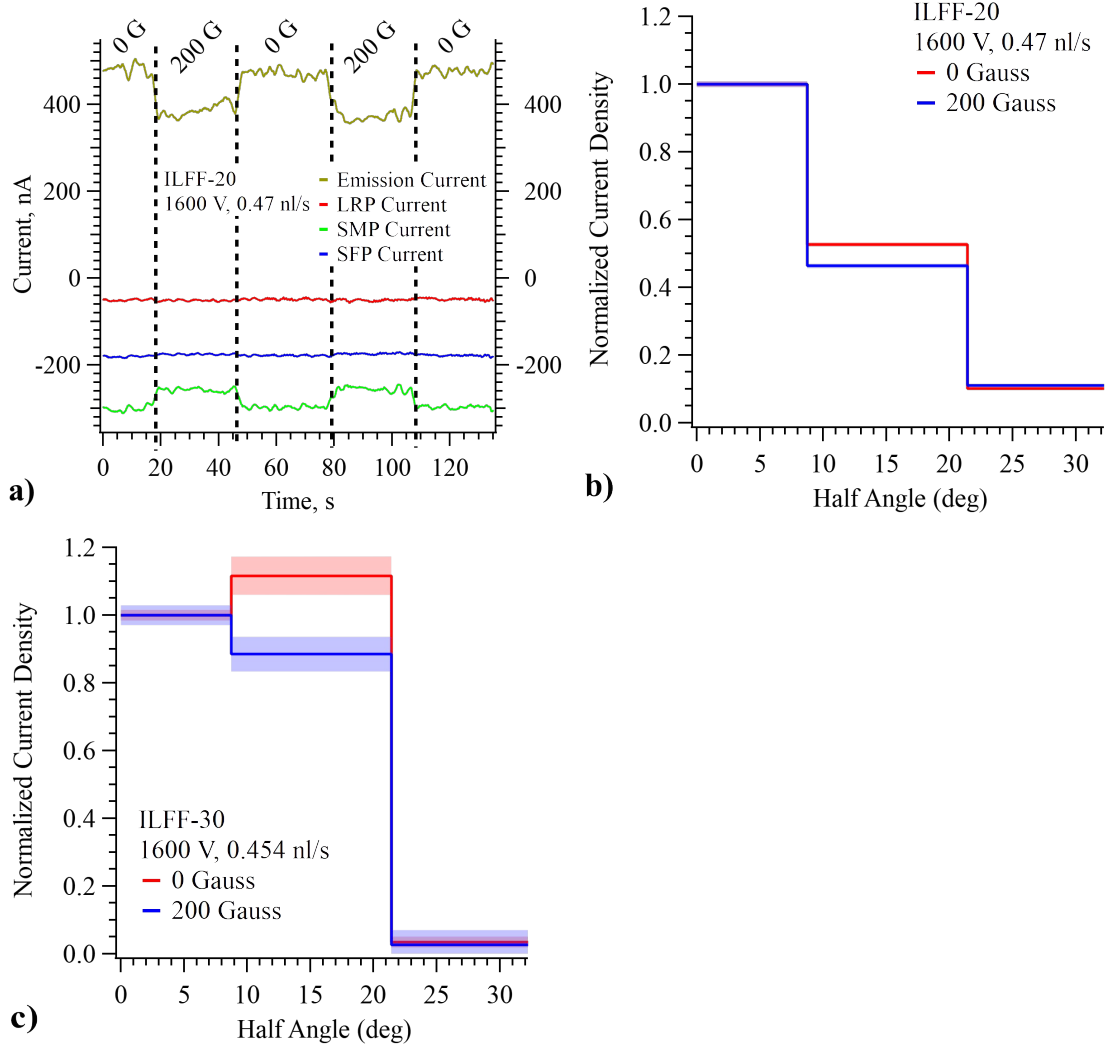 0 G 200 G 0 G 200 G 0 G
400 400
200 200
0 0
-200 -200
Current, nA
ILFF-20
1600 V, 0.47 nl/s
Emission Current
LRP Current
SMP Current
SFP Current
0 20 40 60 80 100 120
Time, s
a)
ILFF-20
1600 V, 0.47 nl/s
0 Gauss
200 Gauss
1.2
1.0
0.8
0.6
0.4
0.2
0.0
Normalized Current Density
0 5 10 15 20 25 30
Half Angle (deg)
b)
1.2
1.0
0.8
0.6
0.4
0.2
0.0
Normalized Current Density
ILFF-30
1600 V, 0.454 nl/s
0 Gauss
200 Gauss
0 5 10 15 20 25 30
Half Angle (deg)
c)